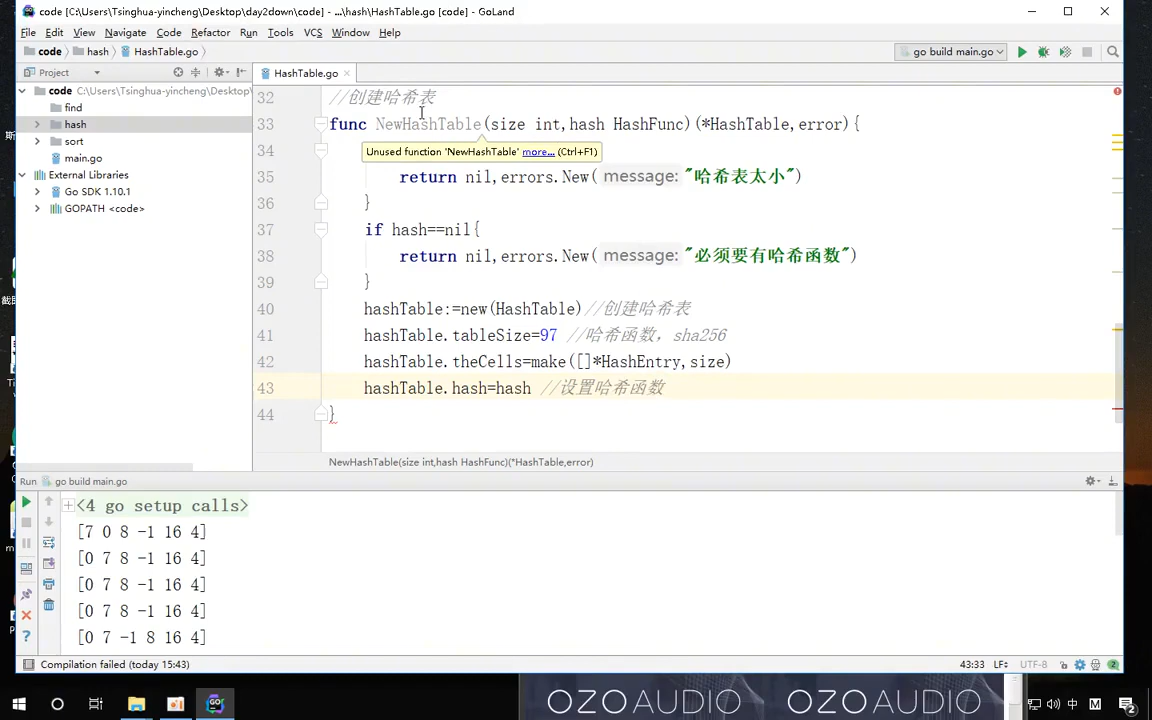 code [C:\Users\Tsinghua-yincheng\Desktop\day2down\code] - ...\hash\HashTable.go [code] - GoLand
File Edit View Navigate Code Refactor Run Tools VCS Window Help
code hash HashTable.go go build main.go
Project HashTable.go
code C:\Users\Tsinghua-yincheng\Desktop\
find
hash
sort
main.go
External Libraries
Go SDK 1.10.1
GOPATH <code>
32 //创建哈希表
33 func NewHashTable(size int,hash HashFunc)(*HashTable,error){
34
Unused function 'NewHashTable' more... (Ctrl+F1)
35 return nil,errors.New( message: "哈希表太小")
36 }
37 if hash==nil{
38 return nil,errors.New( message: "必须要有哈希函数")
39 }
40 hashTable:=new(HashTable)//创建哈希表
41 hashTable.tableSize=97 //哈希函数，sha256
42 hashTable.theCells=make([]*HashEntry,size)
43 hashTable.hash=hash //设置哈希函数
44 }
NewHashTable(size int,hash HashFunc)(*HashTable,error)
Run go build main.go
<4 go setup calls>
[7 0 8 -1 16 4]
[0 7 8 -1 16 4]
[0 7 8 -1 16 4]
[0 7 8 -1 16 4]
[0 7 -1 8 16 4]
Compilation failed (today 15:43) 43:33 LF÷ UTF-8 2
OZO AUDIO OZO AUDIO
中 M 2